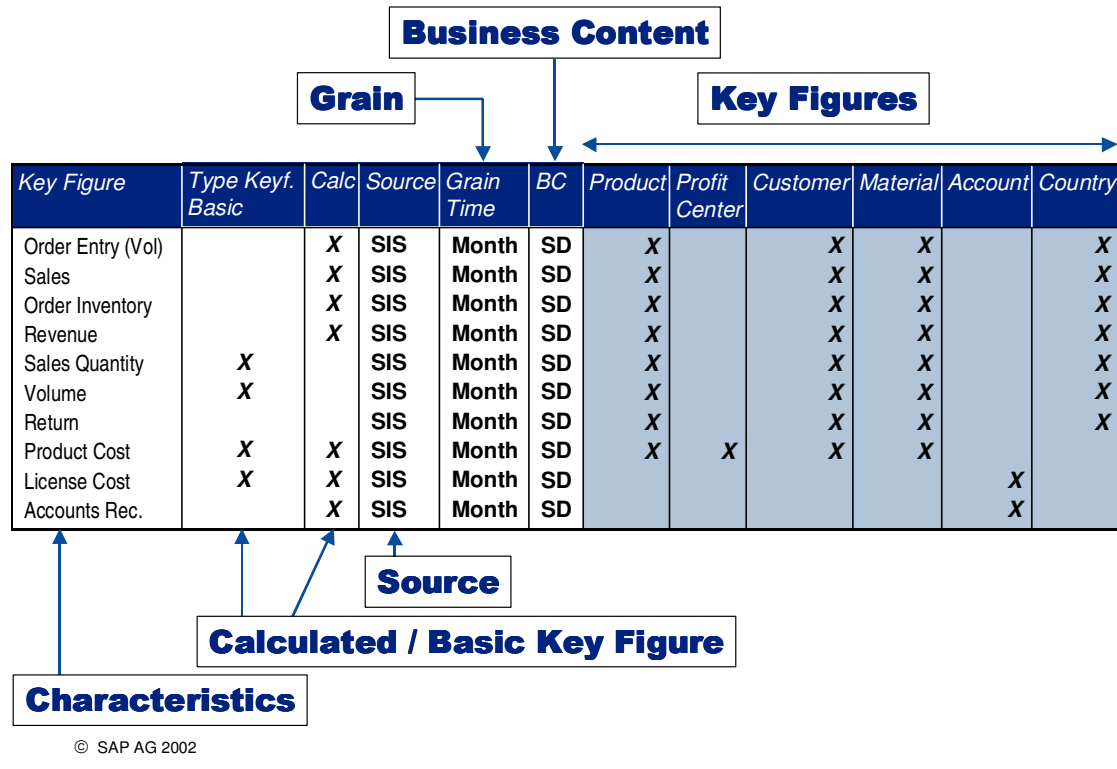 Business Content
Grain
Key Figures
Key Figure Type Keyf. Basic Calc Source Grain Time BC Product Profit Center Customer Material Account Country
Order Entry (Vol) X SIS Month SD X X X X
Sales X SIS Month SD X X X X
Order Inventory X SIS Month SD X X X X
Revenue X SIS Month SD X X X X
Sales Quantity X SIS Month SD X X X X
Volume X SIS Month SD X X X X
Return SIS Month SD X X X X
Product Cost X X SIS Month SD X X X X
License Cost X X SIS Month SD X
Accounts Rec. X SIS Month SD X
Source
Calculated / Basic Key Figure
Characteristics
© SAP AG 2002